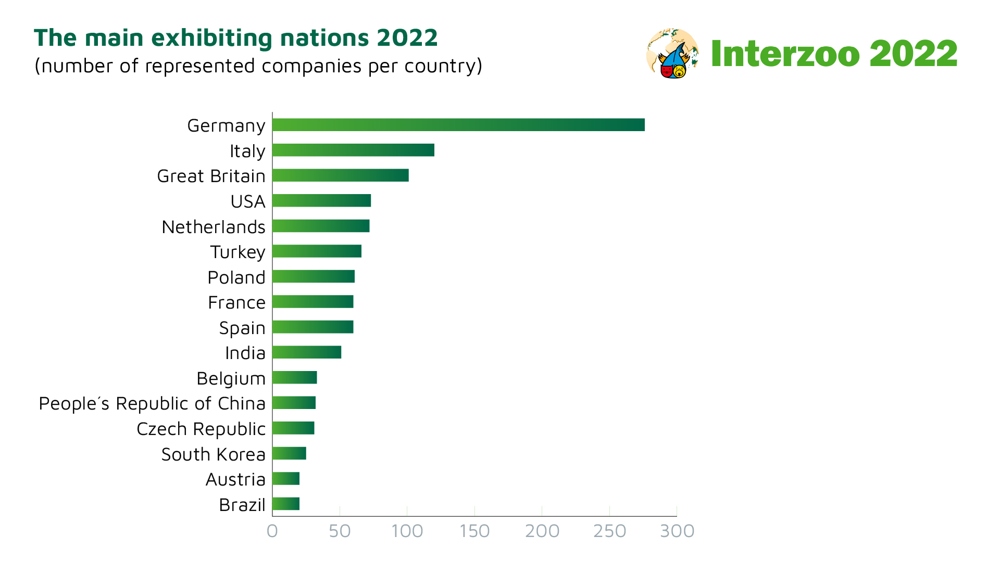 The main exhibiting nations 2022
(number of represented companies per country)
Interzoo 2022
Germany
Italy
Great Britain
USA
Netherlands
Turkey
Poland
France
Spain
India
Belgium
People´s Republic of China
Czech Republic
South Korea
Austria
Brazil
0 50 100 150 200 250 300